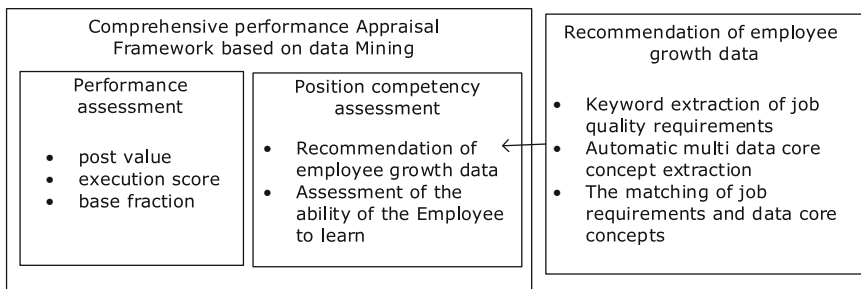 Comprehensive performance Appraisal
Framework based on data Mining
Performance
assessment
• post value
• execution score
• base fraction
Position competency
assessment
• Recommendation of
employee growth data
• Assessment of the
ability of the Employee
to learn
Recommendation of employee
growth data
• Keyword extraction of job
quality requirements
• Automatic multi data core
concept extraction
• The matching of job
requirements and data core
concepts